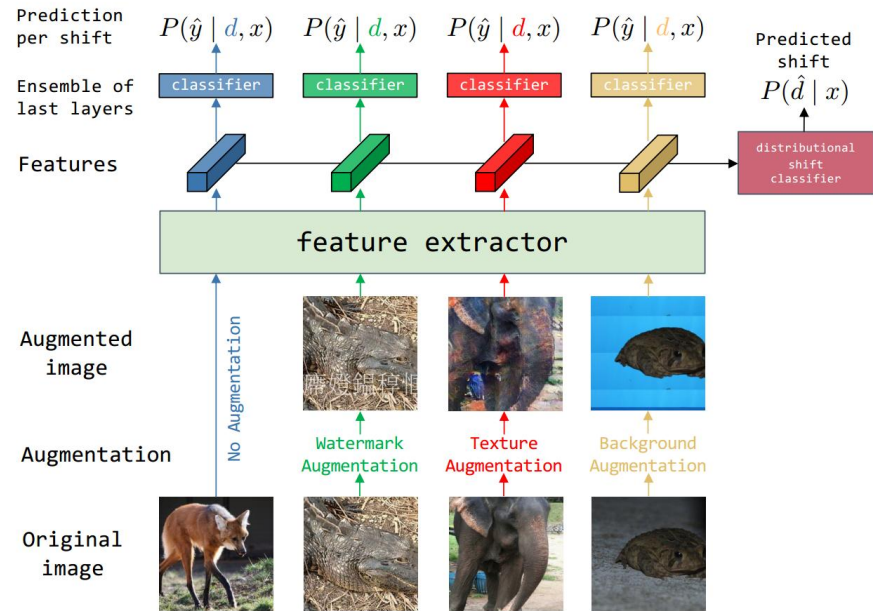 Prediction
per shift
P(ŷ | d, x)
P(ŷ | d, x)
P(ŷ | d, x)
P(ŷ | d, x)
Predicted
shift
P(d̂ | x)
Ensemble of
last layers
classifier
classifier
classifier
classifier
Features
distributional
shift
classifier
feature extractor
Augmented
image
No Augmentation
Augmentation
Watermark
Augmentation
Texture
Augmentation
Background
Augmentation
Original
image